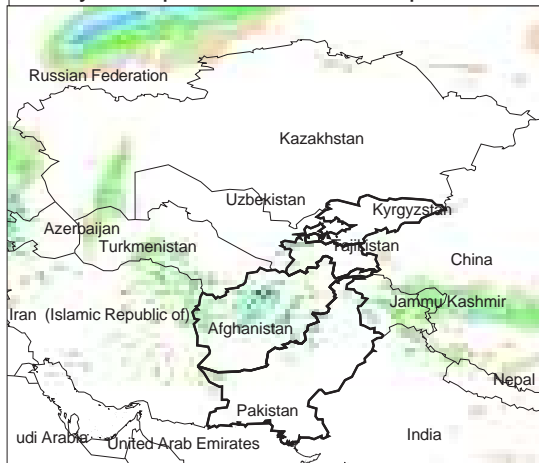 Russian Federation
Kazakhstan
Uzbekistan
Kyrgyzstan
Azerbaijan
Turkmenistan
Tajikistan
China
Iran (Islamic Republic of)
Jammu/Kashmir
Afghanistan
Nepal
Pakistan
udi Arabia
United Arab Emirates
India